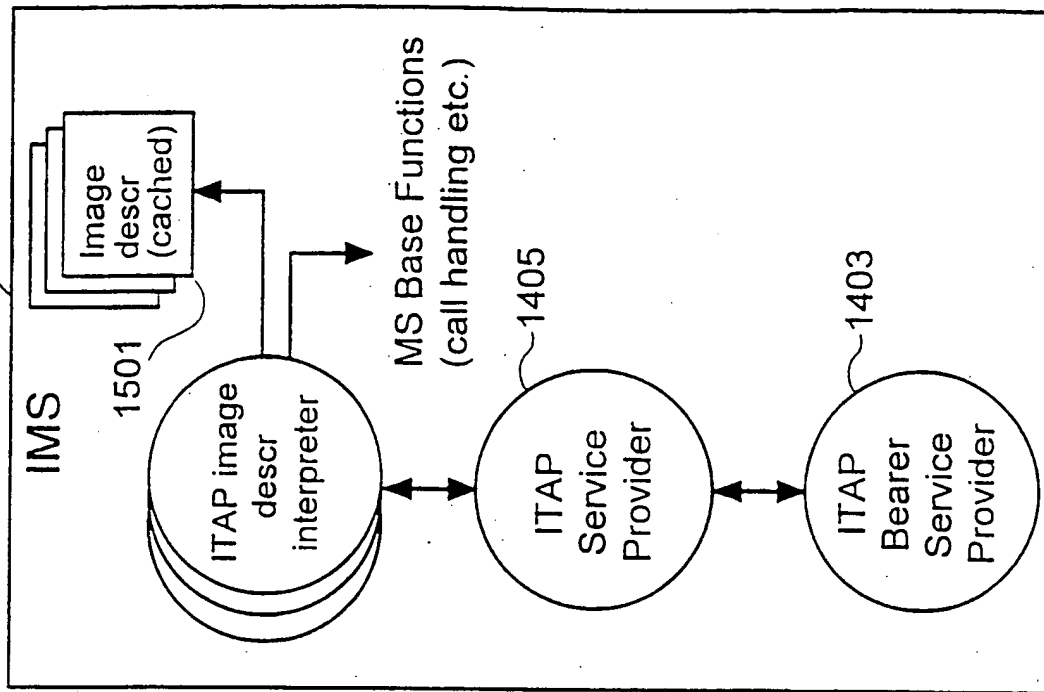 IMS
Image
descr
(cached)
1501
ITAP image
descr
interpreter
MS Base Functions
(call handling etc.)
1405
ITAP
Service
Provider
1403
ITAP
Bearer
Service
Provider